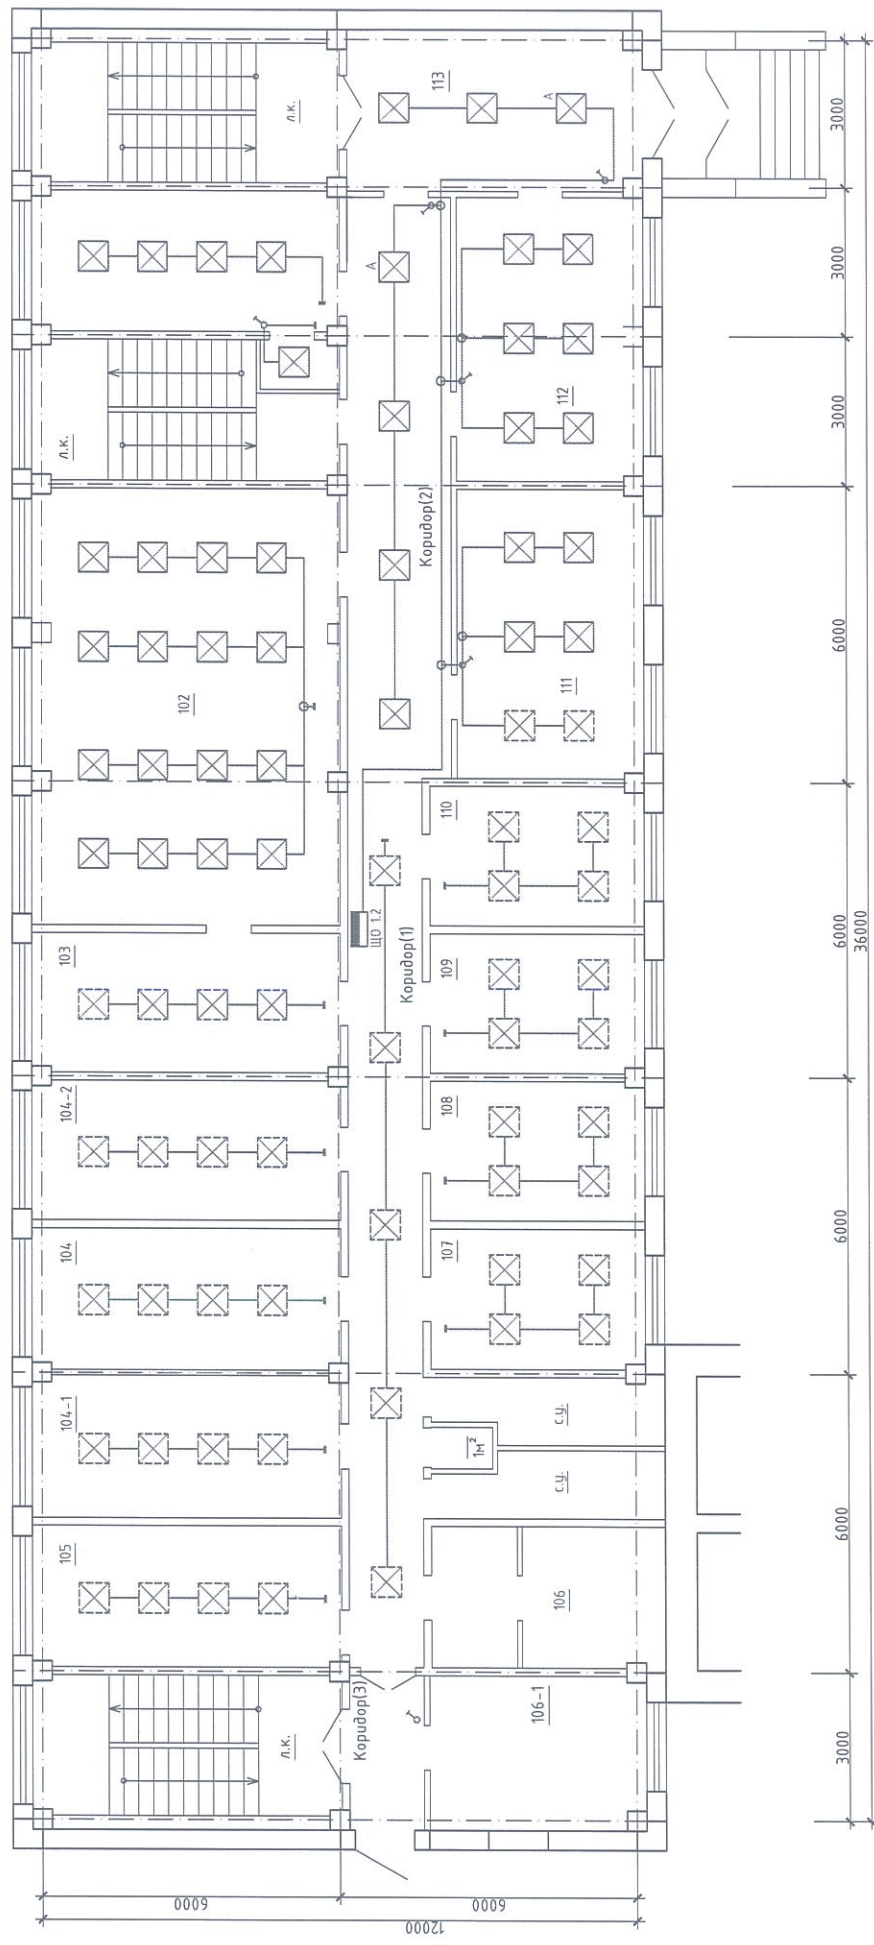 л.к.
113
А
3000
л.к.
А
112
3000
3000
102
Коридор(2)
111
6000
103
ЩО 1.2
Коридор(1)
110
109
6000
36000
104-2
108
104
107
6000
104-1
1м²
с.у.
с.у.
105
106
6000
л.к.
Коридор(3)
106-1
3000
6000
6000
12000